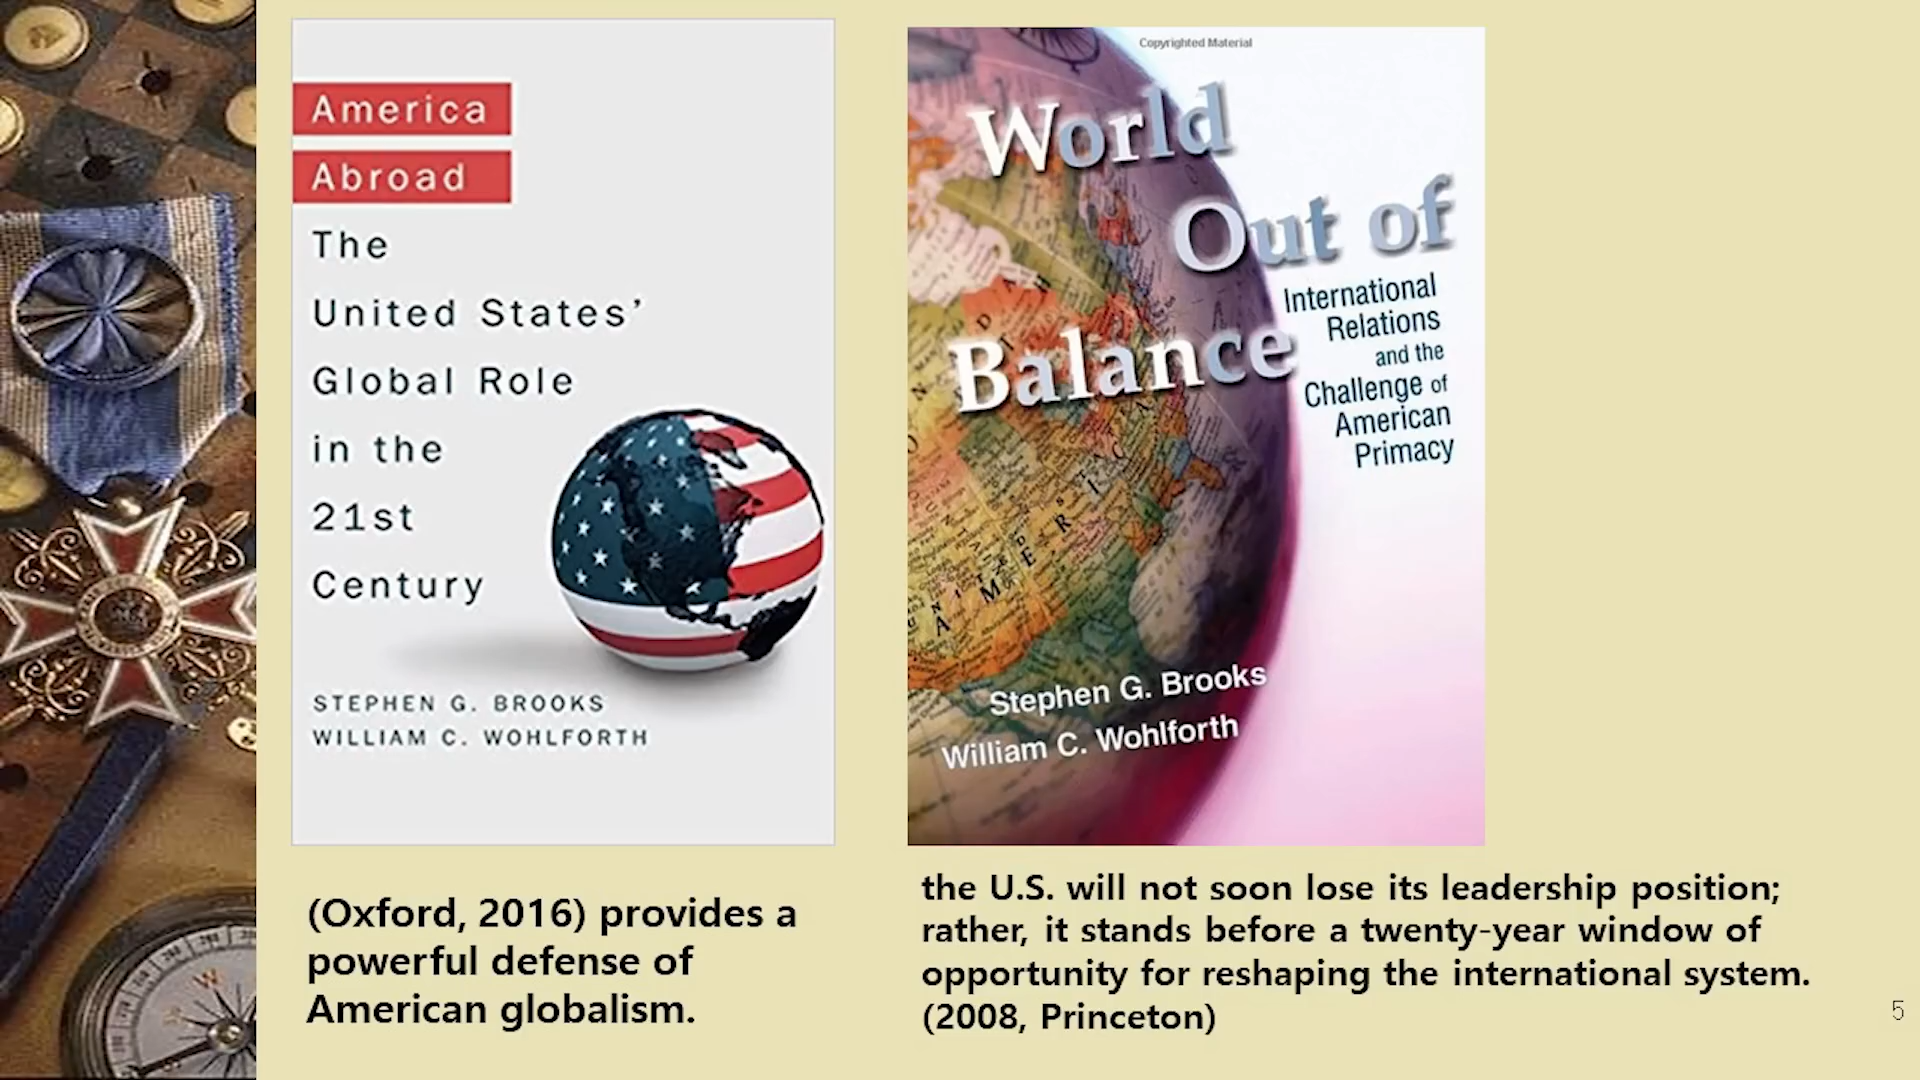 America
Abroad
The
United States’
Global Role
in the
21st
Century
STEPHEN G. BROOKS
WILLIAM C. WOHLFORTH
(Oxford, 2016) provides a
powerful defense of
American globalism.
Copyrighted Material
World
Out of
Balance
International
Relations
and the
Challenge of
American
Primacy
Stephen G. Brooks
William C. Wohlforth
the U.S. will not soon lose its leadership position;
rather, it stands before a twenty-year window of
opportunity for reshaping the international system.
(2008, Princeton)
5